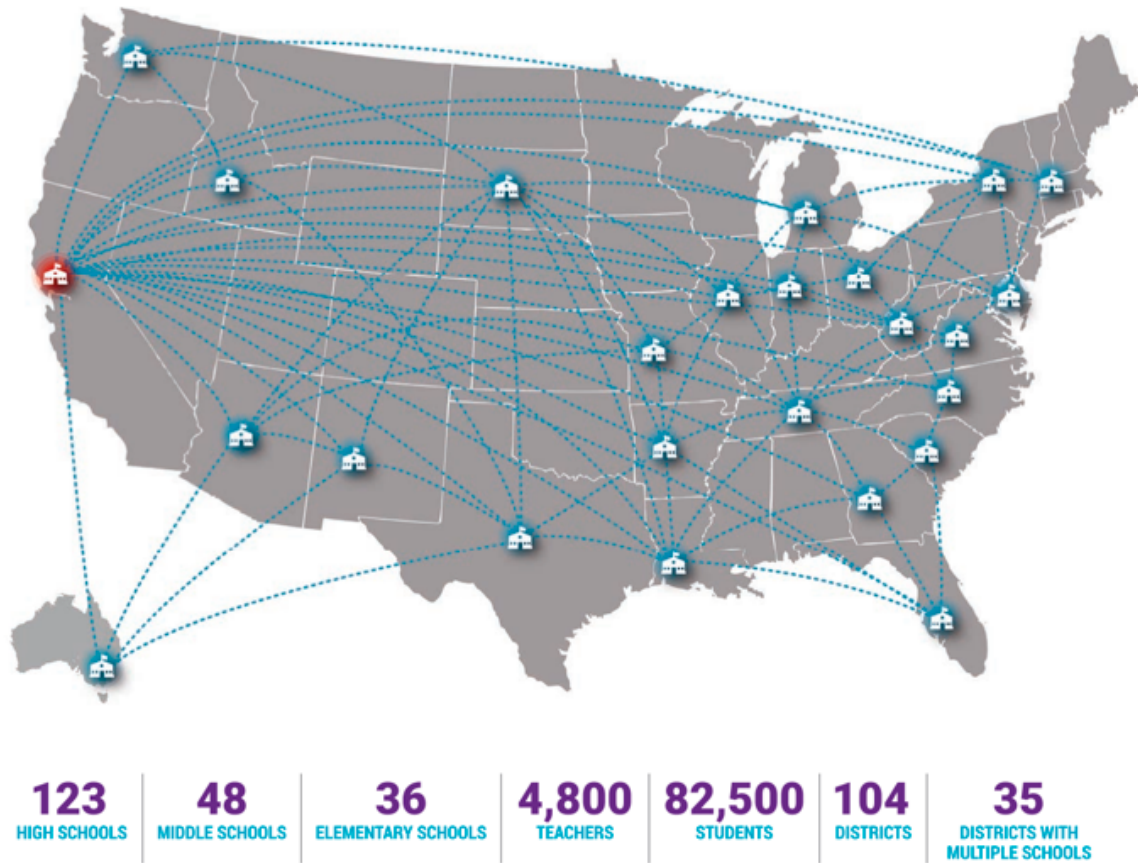 123
HIGH SCHOOLS
48
MIDDLE SCHOOLS
36
ELEMENTARY SCHOOLS
4,800
TEACHERS
82,500
STUDENTS
104
DISTRICTS
35
DISTRICTS WITH
MULTIPLE SCHOOLS